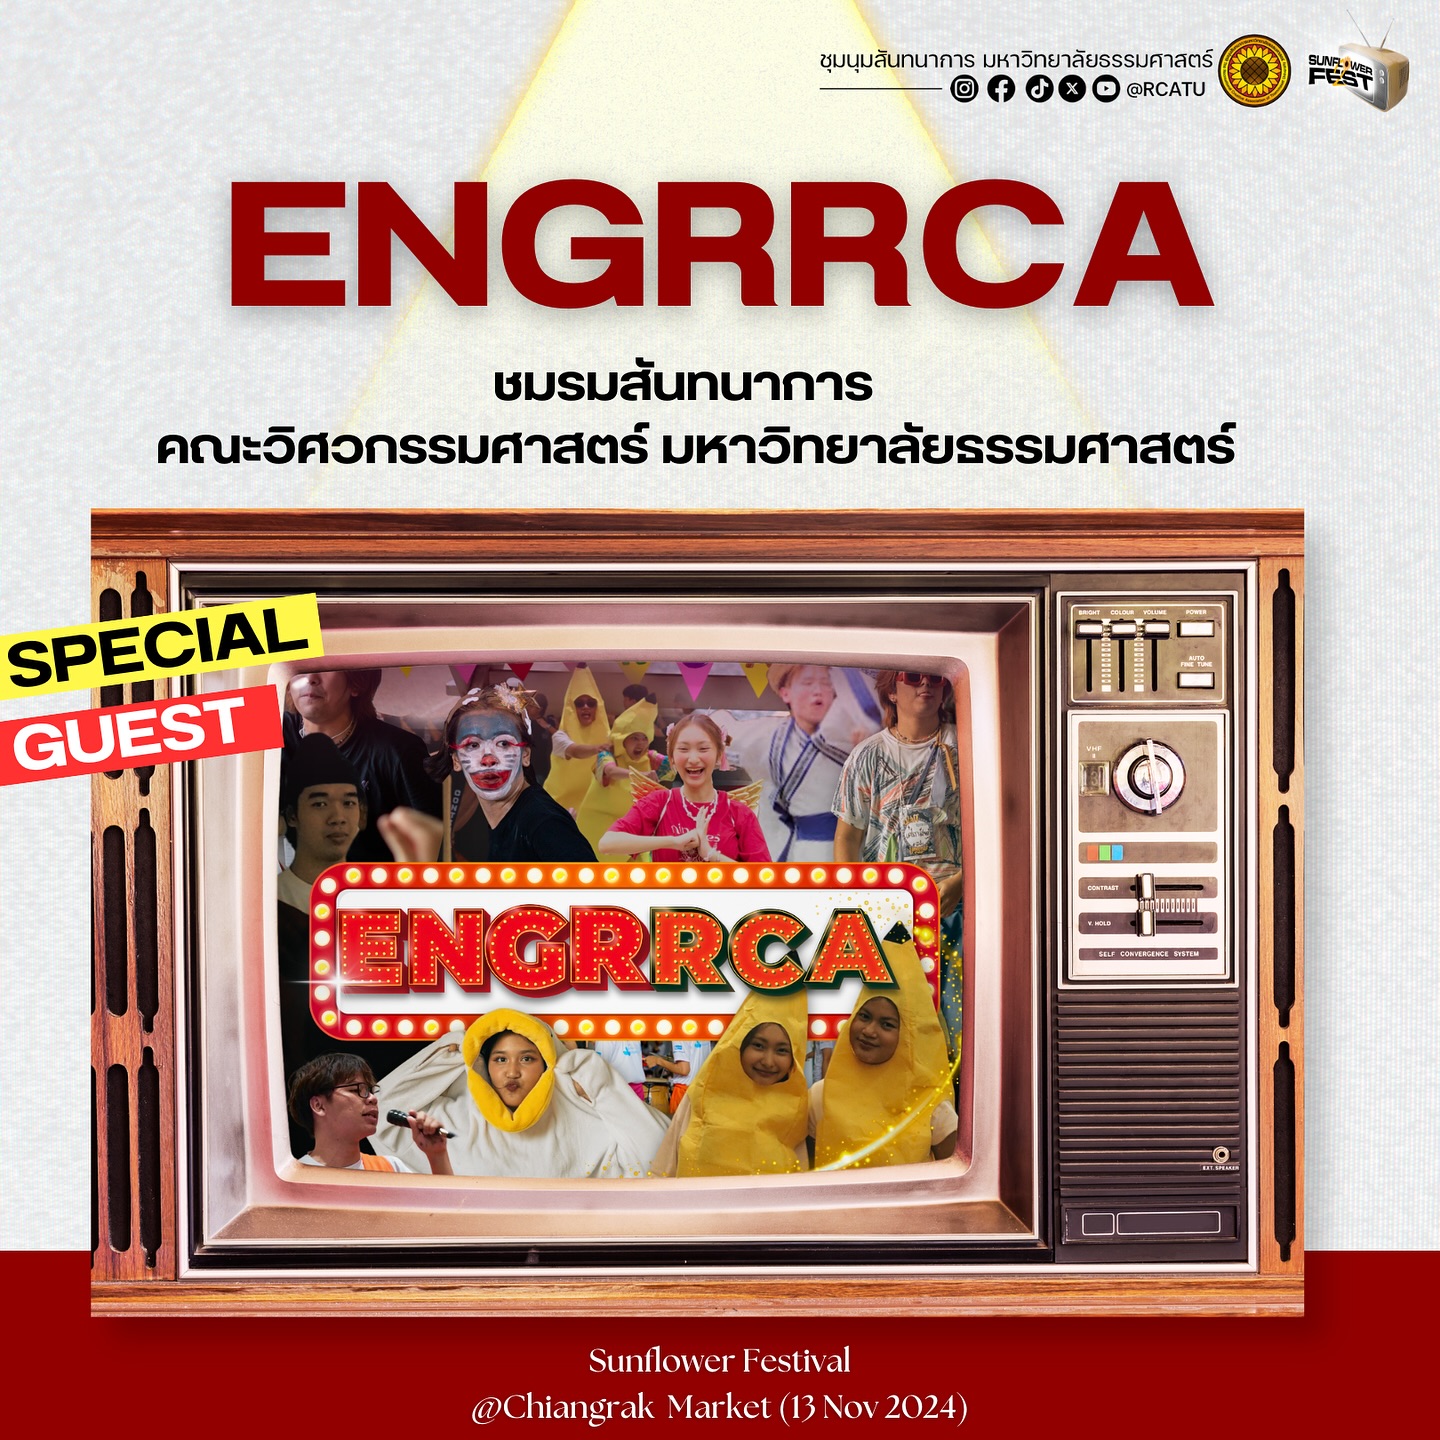 ชุมนุมสันทนาการ มหาวิทยาลัยธรรมศาสตร์
@RCATU
SUNFLOWER
FEST
ENGRRCA
ชมรมสันทนาการ
คณะวิศวกรรมศาสตร์ มหาวิทยาลัยธรรมศาสตร์
SPECIAL
GUEST
BRIGHT COLOUR VOLUME POWER
AUTO
FINE TUNE
VHF
CONTRAST
V. HOLD
SELF CONVERGENCE SYSTEM
ENGRRCA
EXT. SPEAKER
Sunflower Festival
@Chiangrak Market (13 Nov 2024)